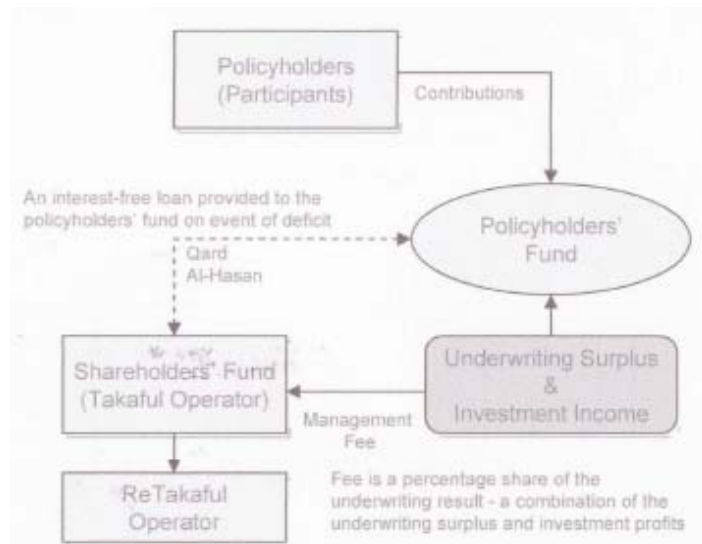 Policyholders
(Participants)
Contributions
An interest-free loan provided to the
policyholders' fund on event of deficit
Policyholders'
Fund
Qard
Al-Hasan
Shareholders' Fund
(Takaful Operator)
Underwriting Surplus
&
Investment Income
Management
Fee
ReTakaful
Operator
Fee is a percentage share of the
underwriting result - a combination of the
underwriting surplus and investment profits